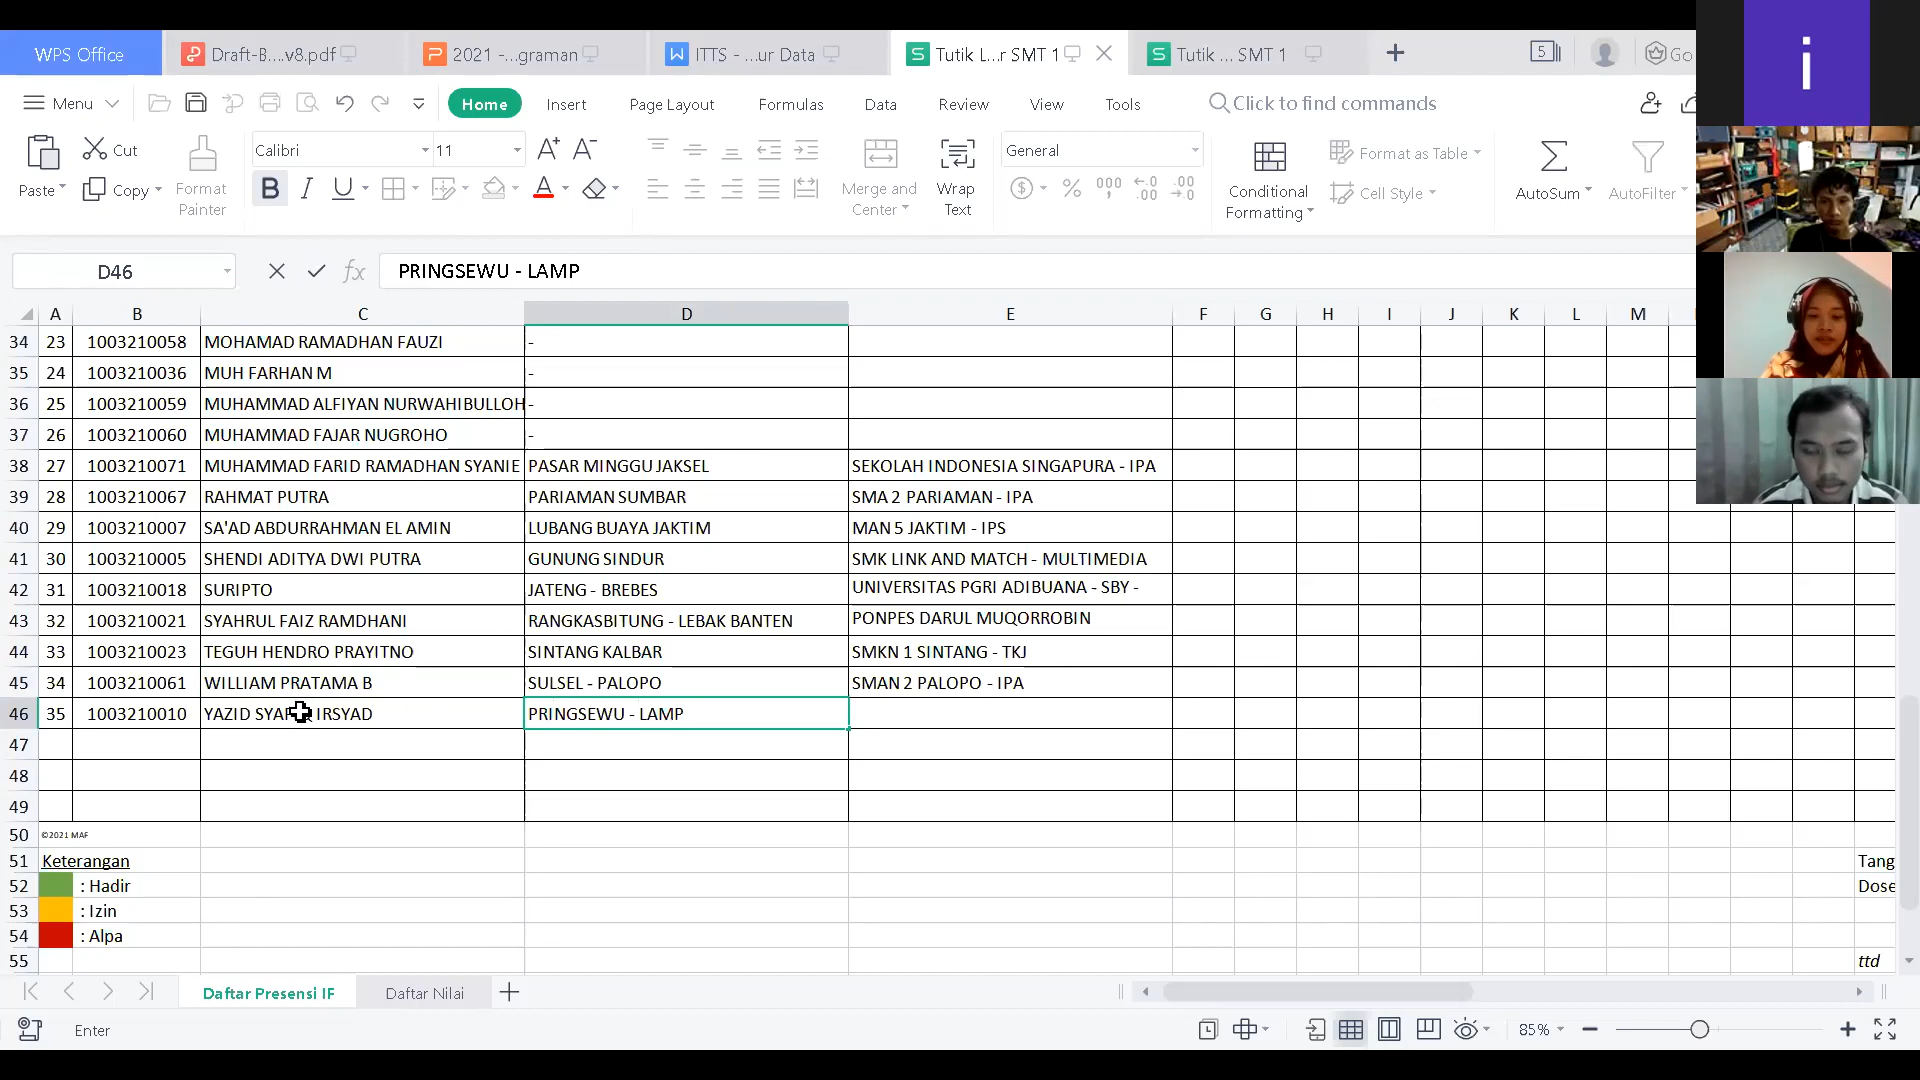 WPS Office
Draft-B....v8.pdf
2021 -...graman
ITTS - ...ur Data
Tutik L...r SMT 1
Tutik ... SMT 1
5
Go
i
Menu
Home
Insert
Page Layout
Formulas
Data
Review
View
Tools
Click to find commands
Paste
Cut
Copy
Format Painter
Calibri
11
Merge and Center
Wrap Text
General
Conditional Formatting
Format as Table
Cell Style
AutoSum
AutoFilter
D46
PRINGSEWU - LAMP
A B C D E F G H I J K L M
34 23 1003210058 MOHAMAD RAMADHAN FAUZI -
35 24 1003210036 MUH FARHAN M -
36 25 1003210059 MUHAMMAD ALFIYAN NURWAHIBULLOH -
37 26 1003210060 MUHAMMAD FAJAR NUGROHO -
38 27 1003210071 MUHAMMAD FARID RAMADHAN SYANIE PASAR MINGGU JAKSEL SEKOLAH INDONESIA SINGAPURA - IPA
39 28 1003210067 RAHMAT PUTRA PARIAMAN SUMBAR SMA 2 PARIAMAN - IPA
40 29 1003210007 SA'AD ABDURRAHMAN EL AMIN LUBANG BUAYA JAKTIM MAN 5 JAKTIM - IPS
41 30 1003210005 SHENDI ADITYA DWI PUTRA GUNUNG SINDUR SMK LINK AND MATCH - MULTIMEDIA
42 31 1003210018 SURIPTO JATENG - BREBES UNIVERSITAS PGRI ADIBUANA - SBY -
43 32 1003210021 SYAHRUL FAIZ RAMDHANI RANGKASBITUNG - LEBAK BANTEN PONPES DARUL MUQORROBIN
44 33 1003210023 TEGUH HENDRO PRAYITNO SINTANG KALBAR SMKN 1 SINTANG - TKJ
45 34 1003210061 WILLIAM PRATAMA B SULSEL - PALOPO SMAN 2 PALOPO - IPA
46 35 1003210010 YAZID IRSYAD PRINGSEWU - LAMP
47
48
49
50 ©2021 MAF
51 Keterangan Tang
52 : Hadir Dose
53 : Izin
54 : Alpa
55 ttd
Daftar Presensi IF
Daftar Nilai
Enter
85%